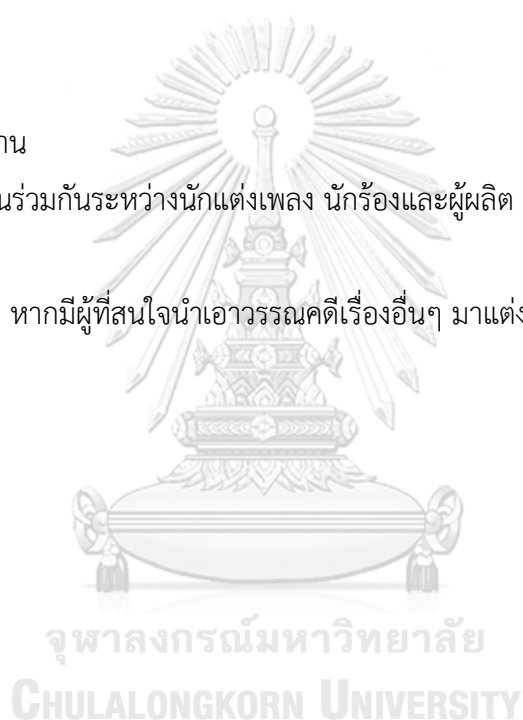 าน
นร่วมกันระหว่างนักแต่งเพลง นักร้องและผู้ผลิต
หากมีผู้ที่สนใจนำเอาวรรณคดีเรื่องอื่นๆ มาแต่ง
จุฬาลงกรณ์มหาวิทยาลัย
CHULALONGKORN UNIVERSITY